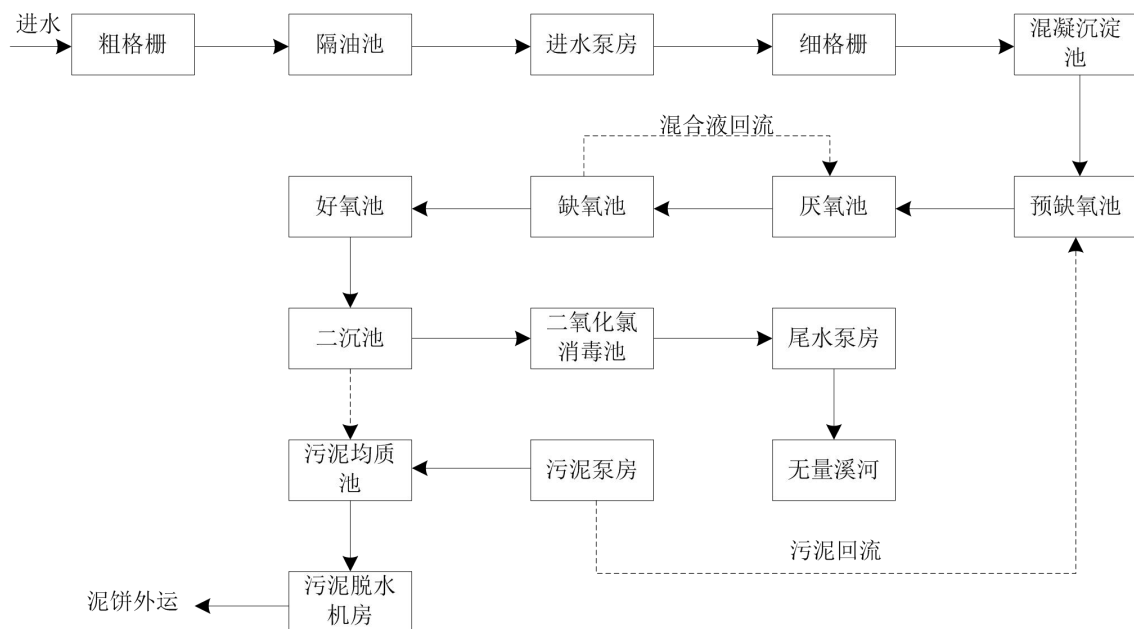 进水
粗格栅
隔油池
进水泵房
细格栅
混凝沉淀
池
混合液回流
好氧池
缺氧池
厌氧池
预缺氧池
二沉池
二氧化氯
消毒池
尾水泵房
污泥均质
池
污泥泵房
无量溪河
污泥回流
泥饼外运
污泥脱水
机房